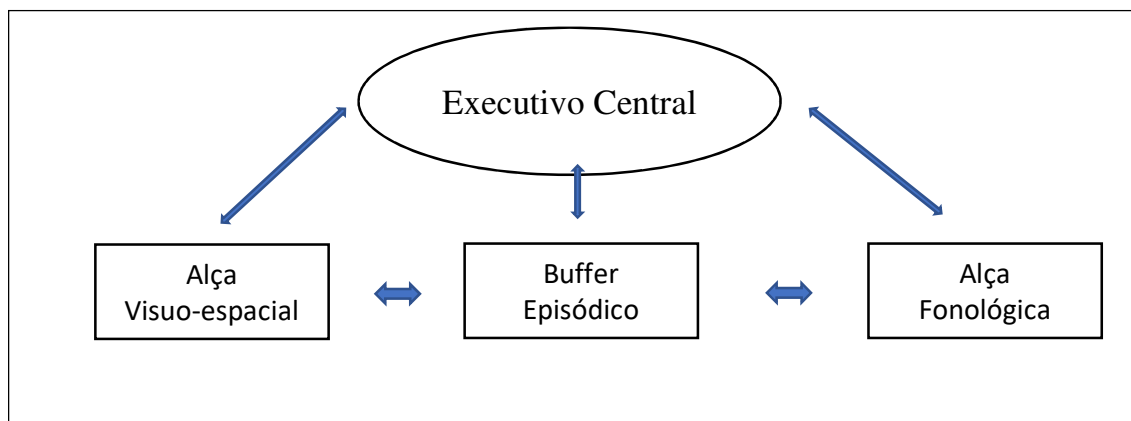 Executivo Central
Alça
Visuo-espacial
Buffer
Episódico
Alça
Fonológica